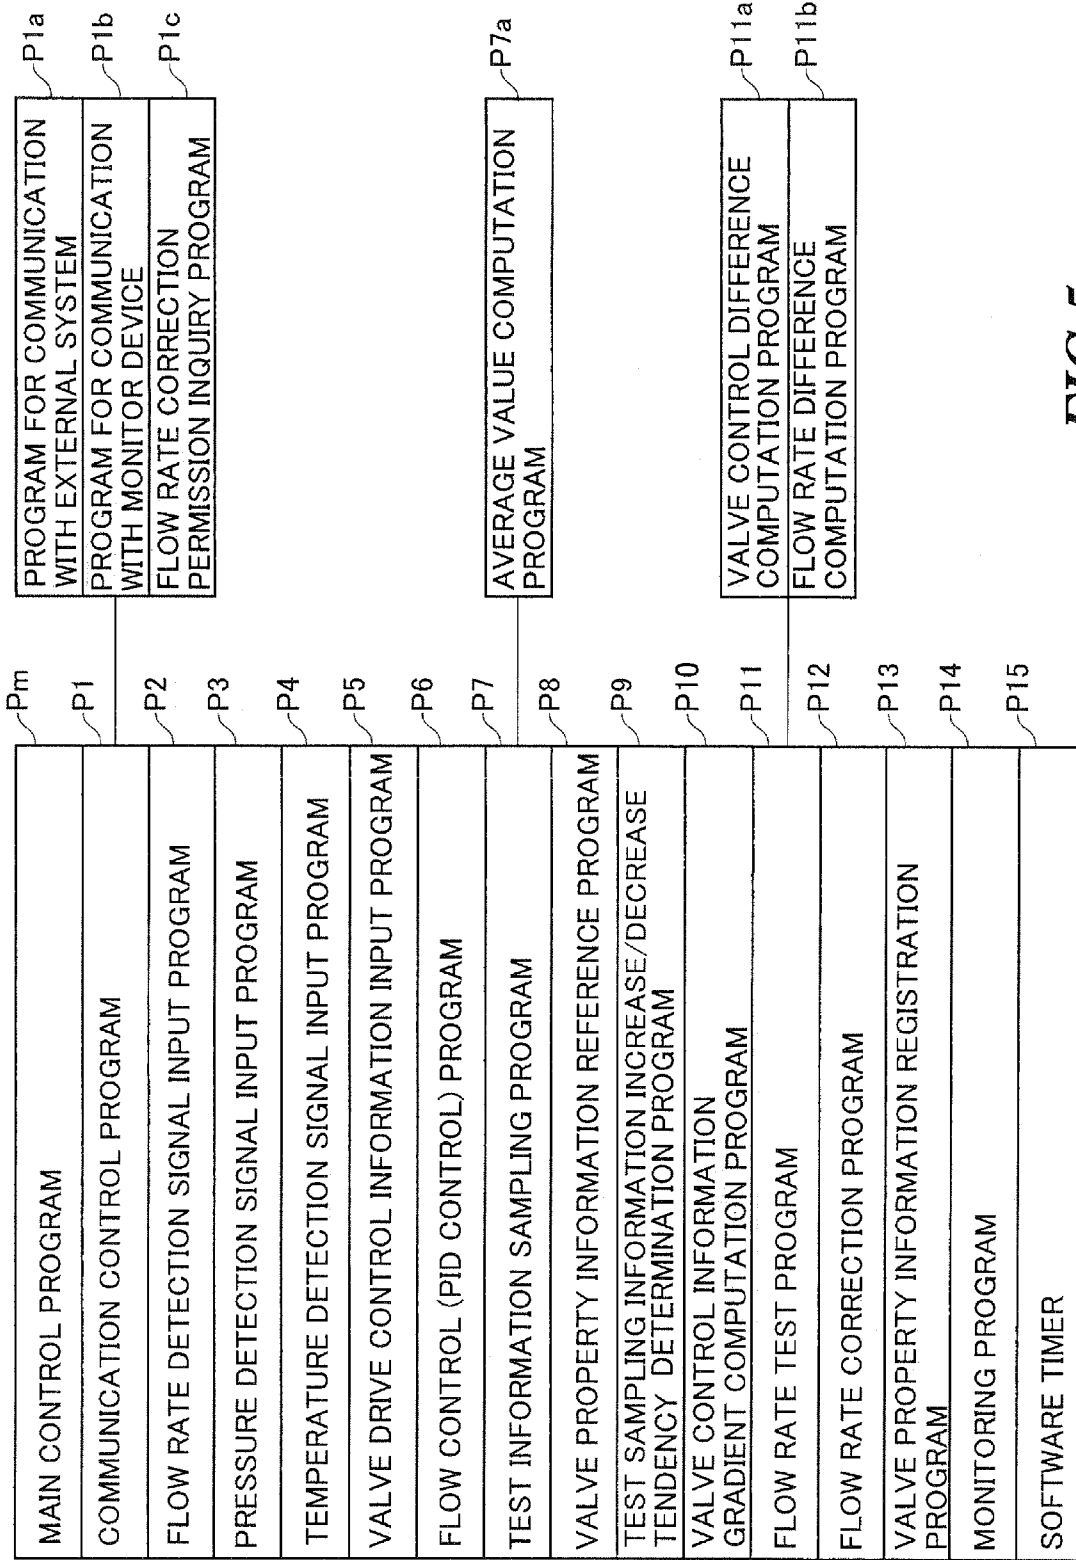 MAIN CONTROL PROGRAM
Pm
COMMUNICATION CONTROL PROGRAM
P1
FLOW RATE DETECTION SIGNAL INPUT PROGRAM
P2
PRESSURE DETECTION SIGNAL INPUT PROGRAM
P3
TEMPERATURE DETECTION SIGNAL INPUT PROGRAM
P4
VALVE DRIVE CONTROL INFORMATION INPUT PROGRAM
P5
FLOW CONTROL (PID CONTROL) PROGRAM
P6
TEST INFORMATION SAMPLING PROGRAM
P7
VALVE PROPERTY INFORMATION REFERENCE PROGRAM
P8
TEST SAMPLING INFORMATION INCREASE/DECREASE
TENDENCY DETERMINATION PROGRAM
P9
VALVE CONTROL INFORMATION
GRADIENT COMPUTATION PROGRAM
P10
FLOW RATE TEST PROGRAM
P11
FLOW RATE CORRECTION PROGRAM
P12
VALVE PROPERTY INFORMATION REGISTRATION
PROGRAM
P13
MONITORING PROGRAM
P14
SOFTWARE TIMER
P15
PROGRAM FOR COMMUNICATION
WITH EXTERNAL SYSTEM
P1a
PROGRAM FOR COMMUNICATION
WITH MONITOR DEVICE
P1b
FLOW RATE CORRECTION
PERMISSION INQUIRY PROGRAM
P1c
AVERAGE VALUE COMPUTATION
PROGRAM
P7a
VALVE CONTROL DIFFERENCE
COMPUTATION PROGRAM
P11a
FLOW RATE DIFFERENCE
COMPUTATION PROGRAM
P11b
FIG.5